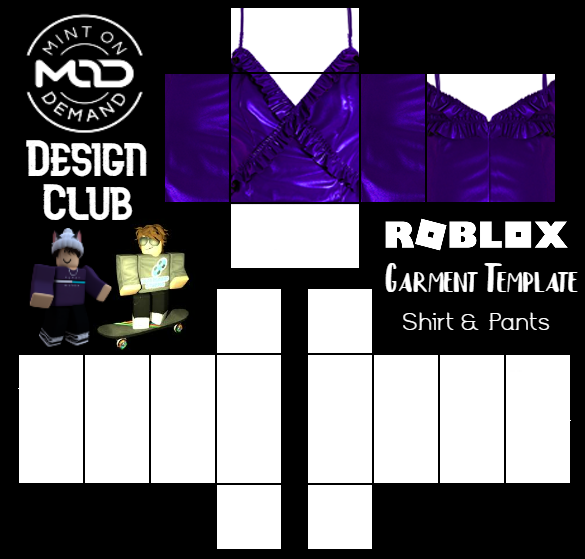 MINT ON
MOD
DEMAND
DESIGN
CLUB
ROBLOX
GARMENT TEMPLATE
Shirt & Pants